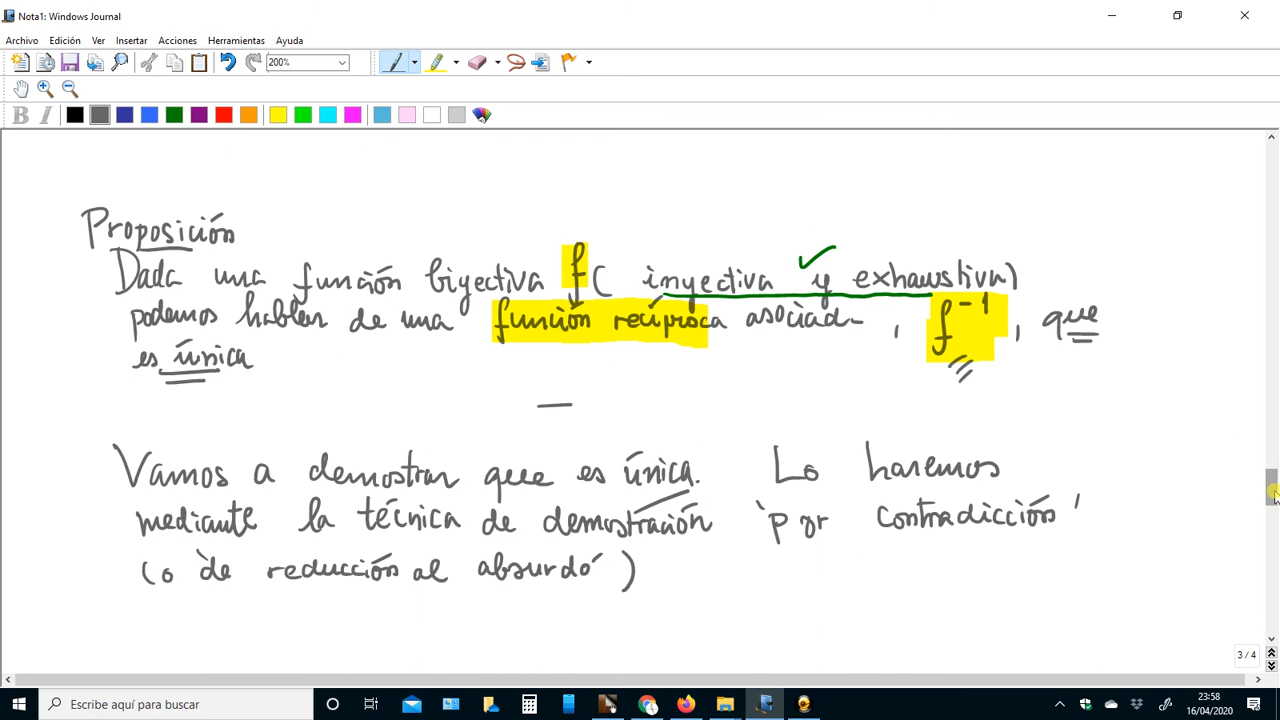 Nota1: Windows Journal
Archivo Edición Ver Insertar Acciones Herramientas Ayuda
200%
B I
Proposición
Dada una función biyectiva f ( inyectiva y exhaustiva)
podemos hablar de una función recíproca asociada , f⁻¹ , que
es única
Vamos a demostrar que es única. Lo haremos
mediante la técnica de demostración 'por contradicción'
(o 'de reducción al absurdo')
3 / 4
Escribe aquí para buscar
23:58
16/04/2020